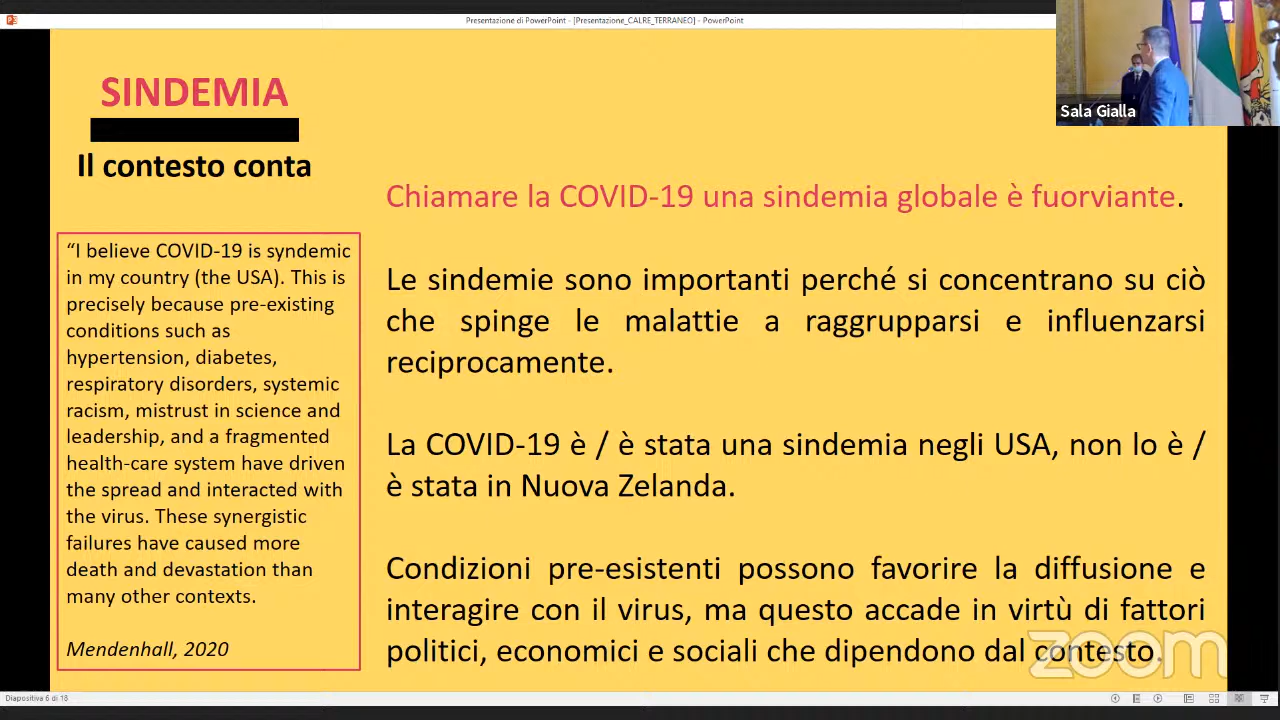 Presentazione di PowerPoint - [Presentazione_CALRE_TERRANEO] - PowerPoint
Sala Gialla
SINDEMIA
Il contesto conta
“I believe COVID-19 is syndemic
in my country (the USA). This is
precisely because pre-existing
conditions such as
hypertension, diabetes,
respiratory disorders, systemic
racism, mistrust in science and
leadership, and a fragmented
health-care system have driven
the spread and interacted with
the virus. These synergistic
failures have caused more
death and devastation than
many other contexts.
Mendenhall, 2020
Chiamare la COVID-19 una sindemia globale è fuorviante.
Le sindemie sono importanti perché si concentrano su ciò
che spinge le malattie a raggrupparsi e influenzarsi
reciprocamente.
La COVID-19 è / è stata una sindemia negli USA, non lo è /
è stata in Nuova Zelanda.
Condizioni pre-esistenti possono favorire la diffusione e
interagire con il virus, ma questo accade in virtù di fattori
politici, economici e sociali che dipendono dal contesto.
zoom
Diapositiva 6 di 18